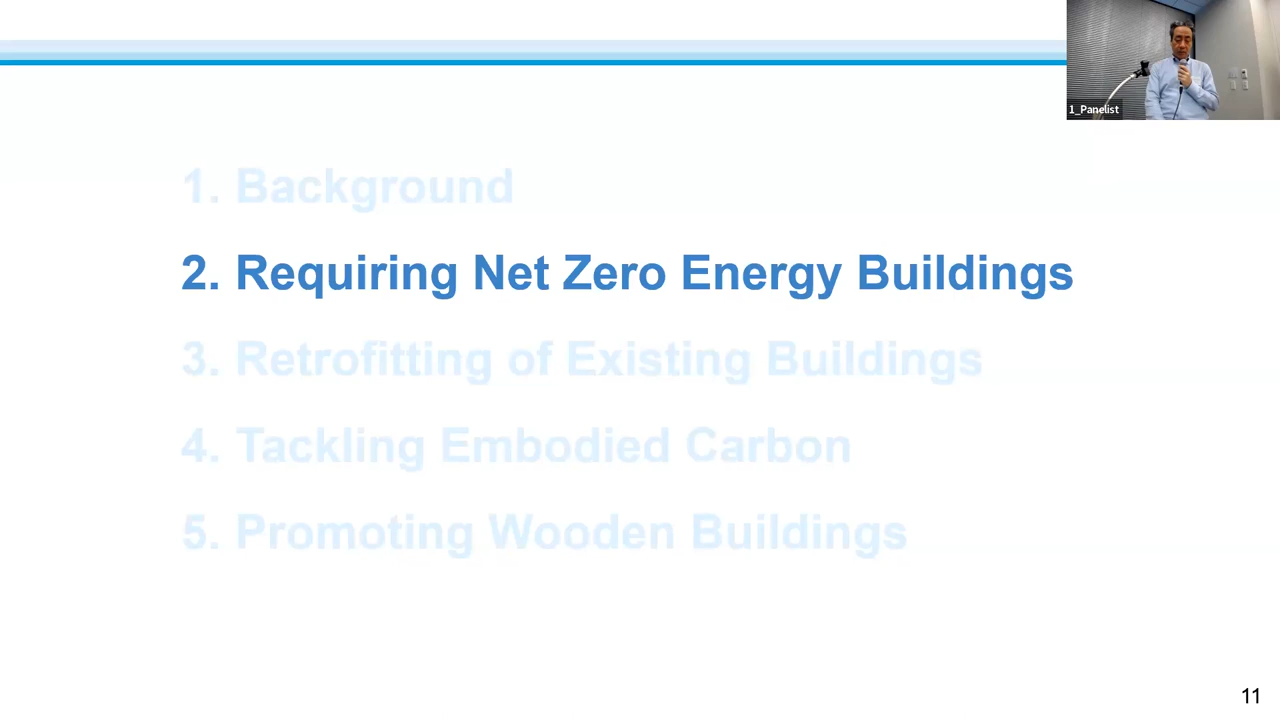 1_Panelist
1. Background
2. Requiring Net Zero Energy Buildings
3. Retrofitting of Existing Buildings
4. Tackling Embodied Carbon
5. Promoting Wooden Buildings
11